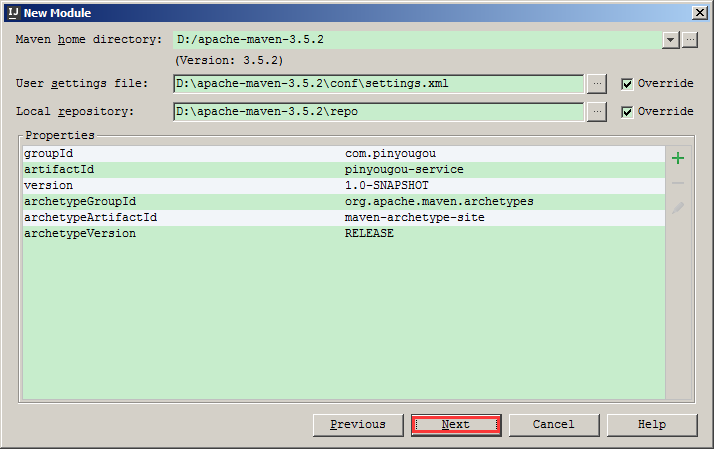 IJ New Module
Maven home directory: D:/apache-maven-3.5.2 ...
(Version: 3.5.2)
User settings file: D:\apache-maven-3.5.2\conf\settings.xml ... Override
Local repository: D:\apache-maven-3.5.2\repo ... Override
Properties
groupId com.pinyougou
artifactId pinyougou-service
version 1.0-SNAPSHOT
archetypeGroupId org.apache.maven.archetypes
archetypeArtifactId maven-archetype-site
archetypeVersion RELEASE
Previous Next Cancel Help